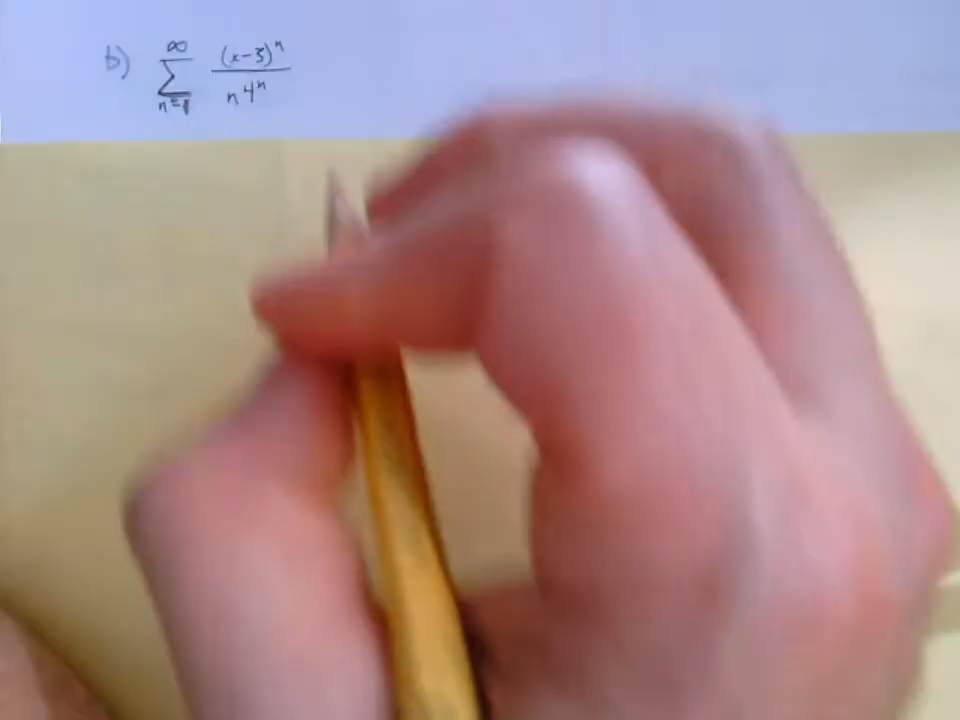 b) ∑_{n=1}^{∞} (x-3)^n / n 4^n